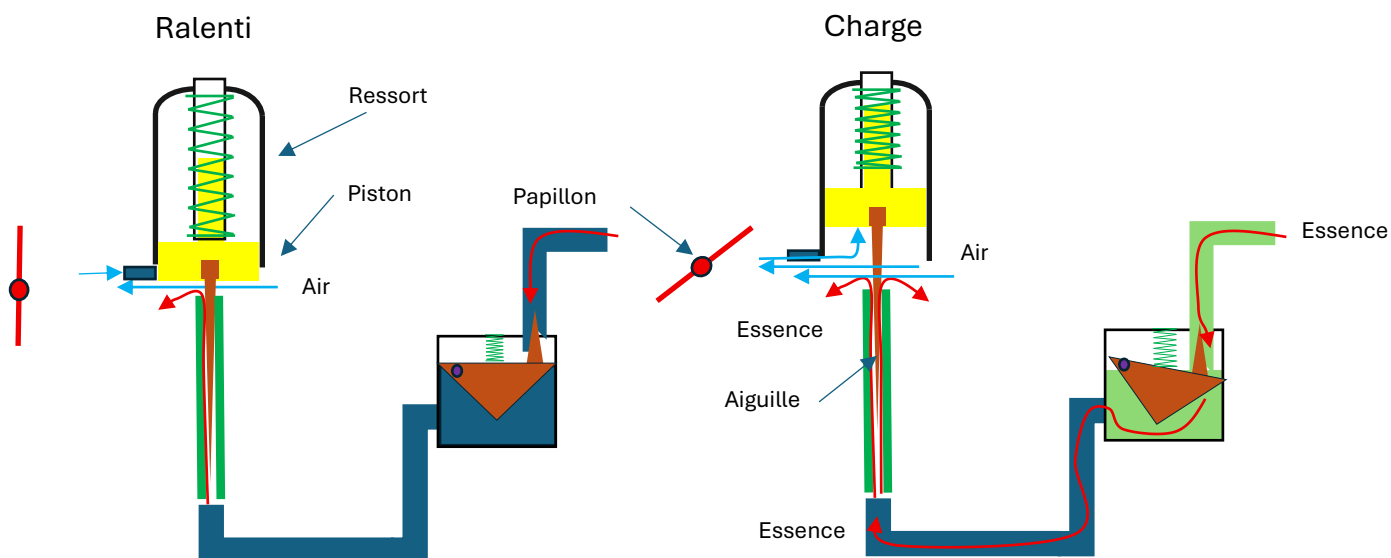 Ralenti
Charge
Ressort
Piston
Papillon
Essence
Air
Air
Essence
Aiguille
Essence